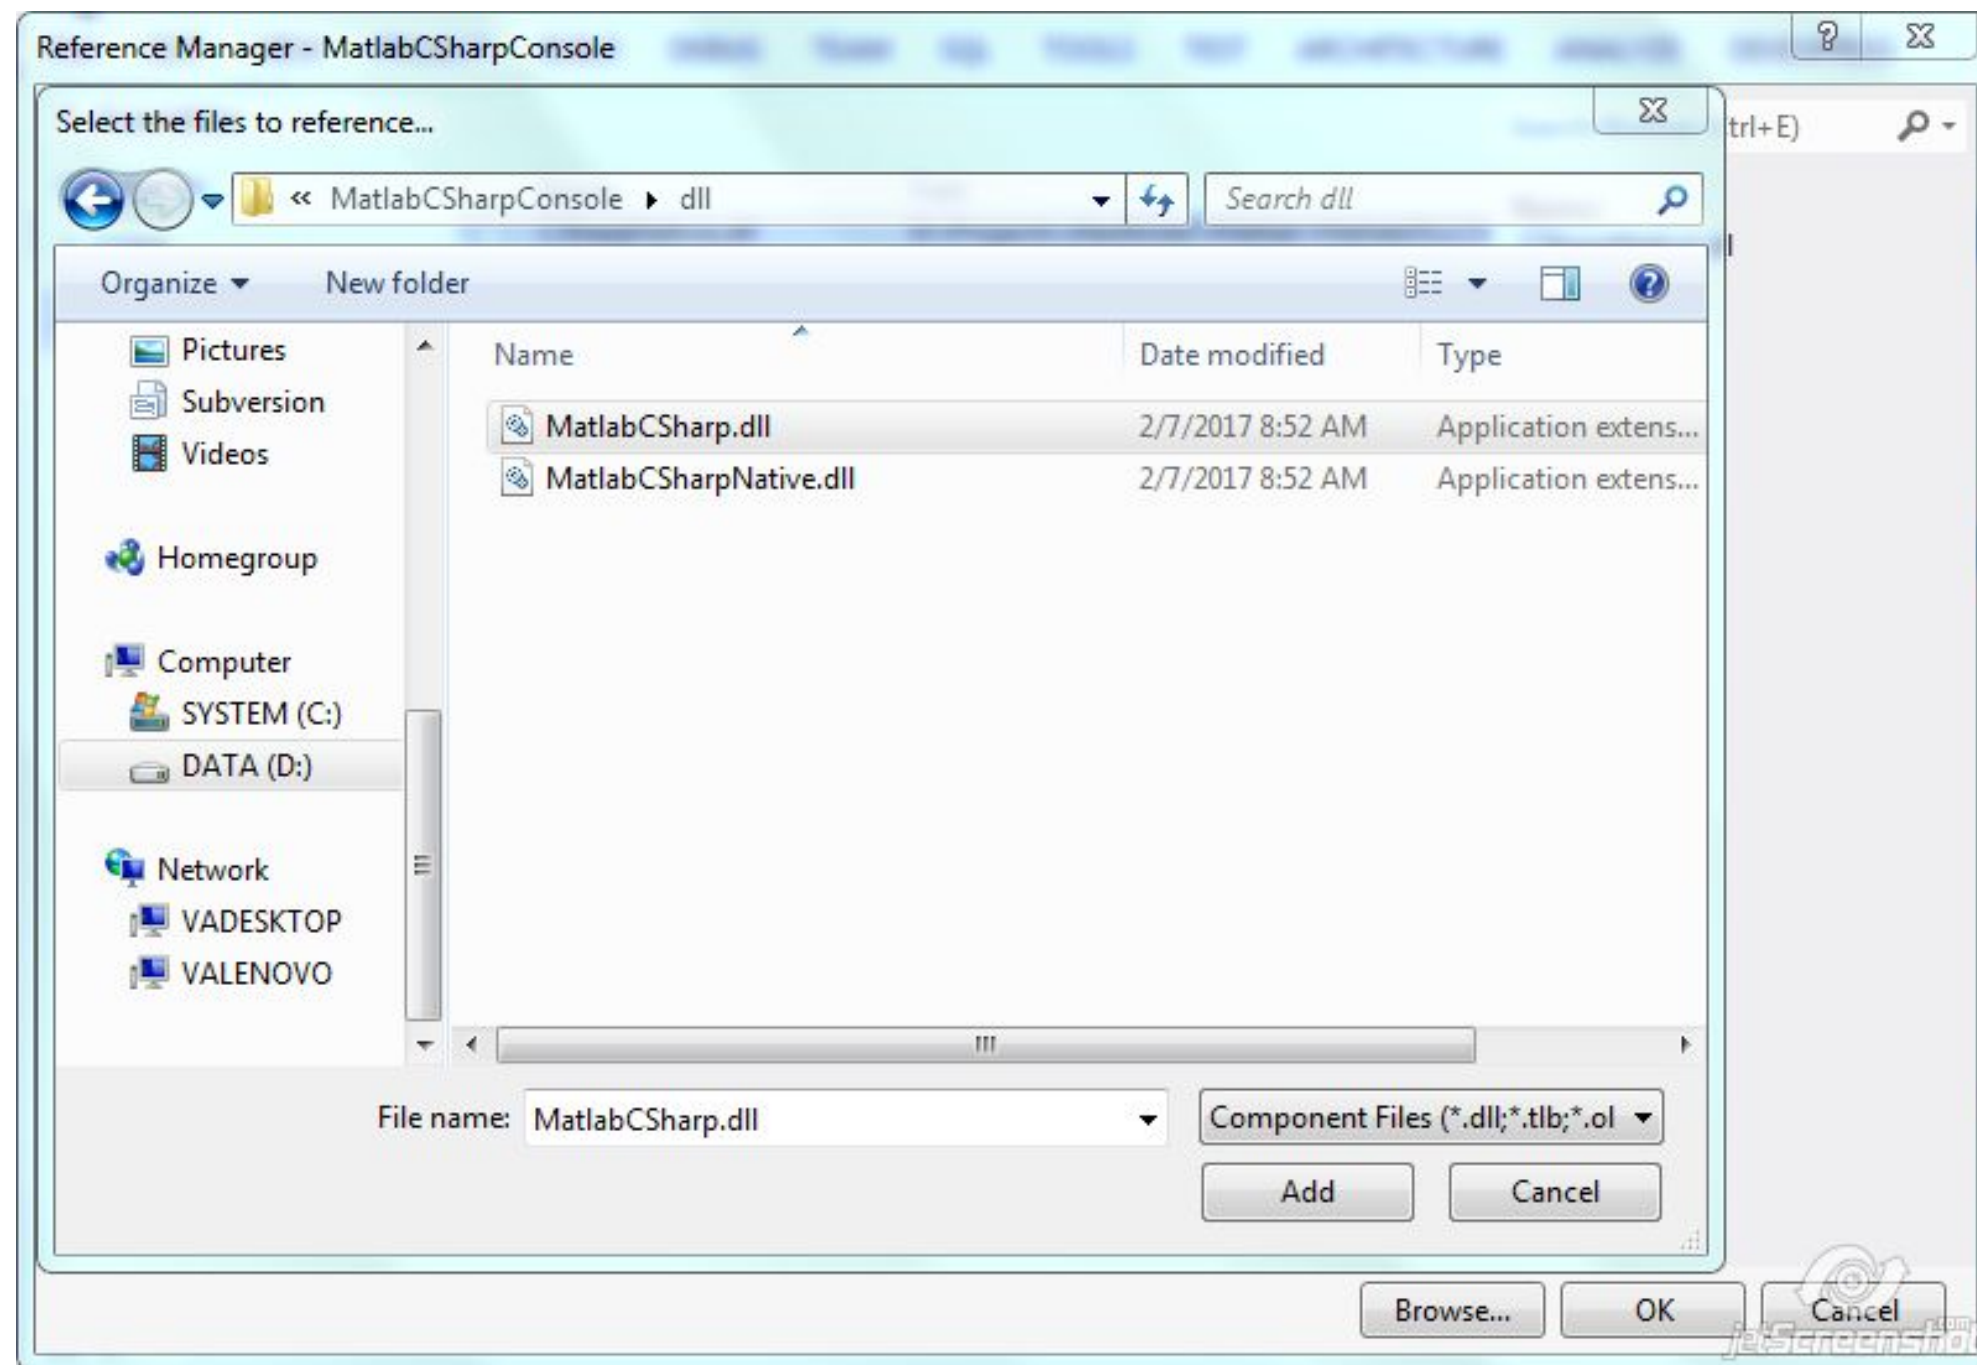 Reference Manager - MatlabCSharpConsole
Select the files to reference...
trl+E)
« MatlabCSharpConsole dll
Search dll
Organize New folder
Name Date modified Type
Pictures
Subversion
Videos
Homegroup
Computer
SYSTEM (C:)
DATA (D:)
Network
VADESKTOP
VALENOVO
MatlabCSharp.dll 2/7/2017 8:52 AM Application extens...
MatlabCSharpNative.dll 2/7/2017 8:52 AM Application extens...
File name: MatlabCSharp.dll Component Files (*.dll;*.tlb;*.ol
Add Cancel
Browse... OK Cancel